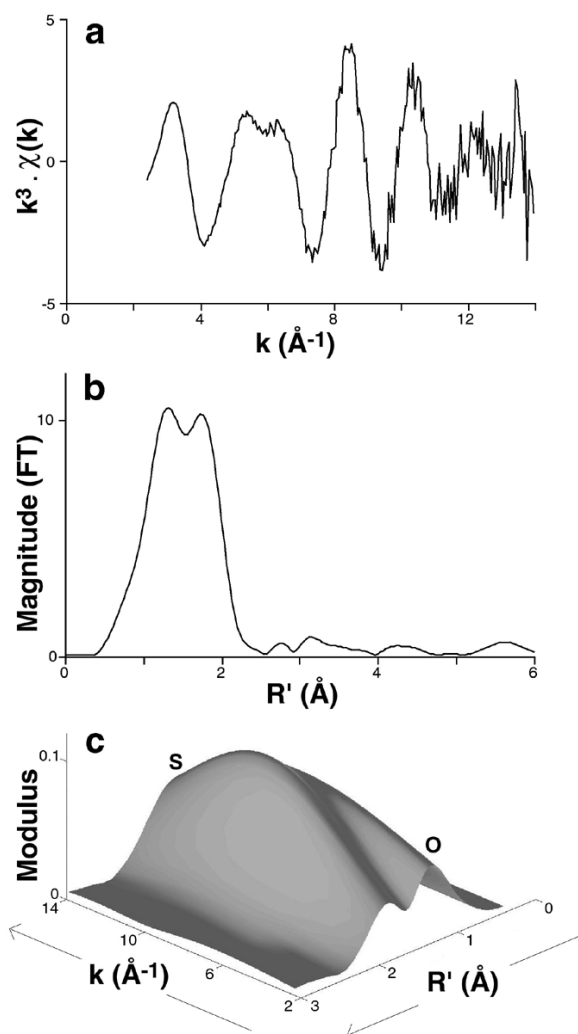 a
5
0
-5
k³ . χ(k)
0 4 8 12
k (Å⁻¹)
b
10
0
Magnitude (FT)
0 2 4 6
R' (Å)
c
S
O
0.1
0
Modulus
14 10 6 2
k (Å⁻¹)
3 2 1 0
R' (Å)